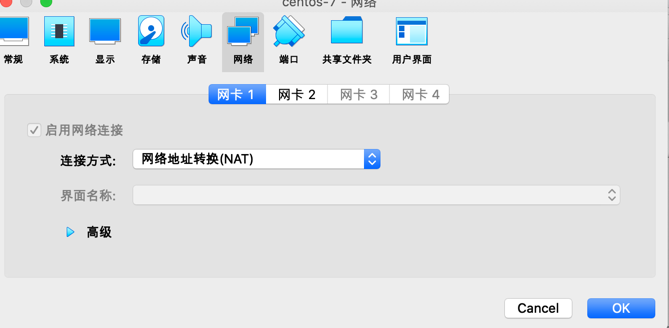 centos-7 - 网络
常规 系统 显示 存储 声音 网络 端口 共享文件夹 用户界面
网卡 1 网卡 2 网卡 3 网卡 4
启用网络连接
连接方式: 网络地址转换(NAT)
界面名称:
高级
Cancel OK